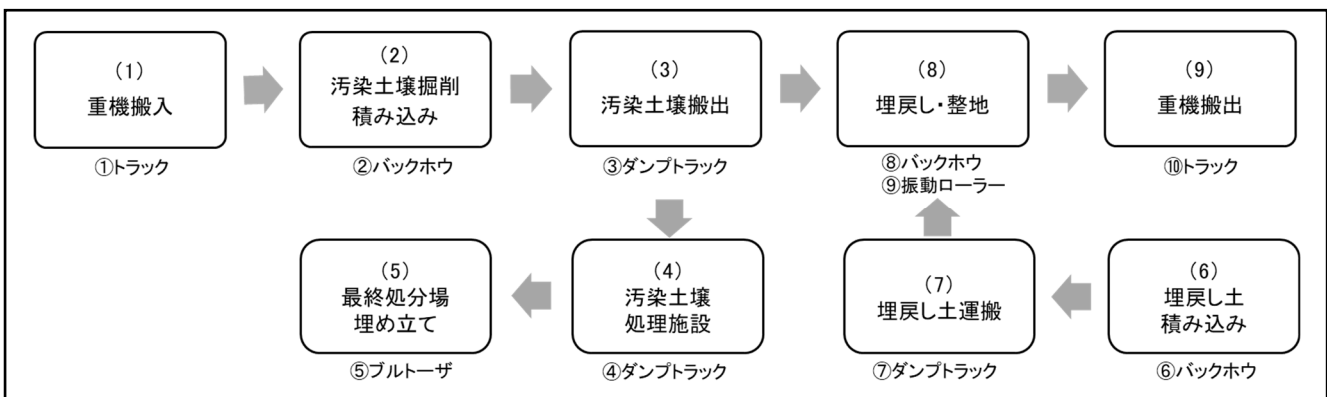 (1)
重機搬入
①トラック
(2)
汚染土壌掘削
積み込み
②バックホウ
(3)
汚染土壌搬出
③ダンプトラック
(8)
埋戻し・整地
⑧バックホウ
⑨振動ローラー
(9)
重機搬出
⑩トラック
(5)
最終処分場
埋め立て
⑤ブルトーザ
(4)
汚染土壌
処理施設
④ダンプトラック
(7)
埋戻し土運搬
⑦ダンプトラック
(6)
埋戻し土
積み込み
⑥バックホウ